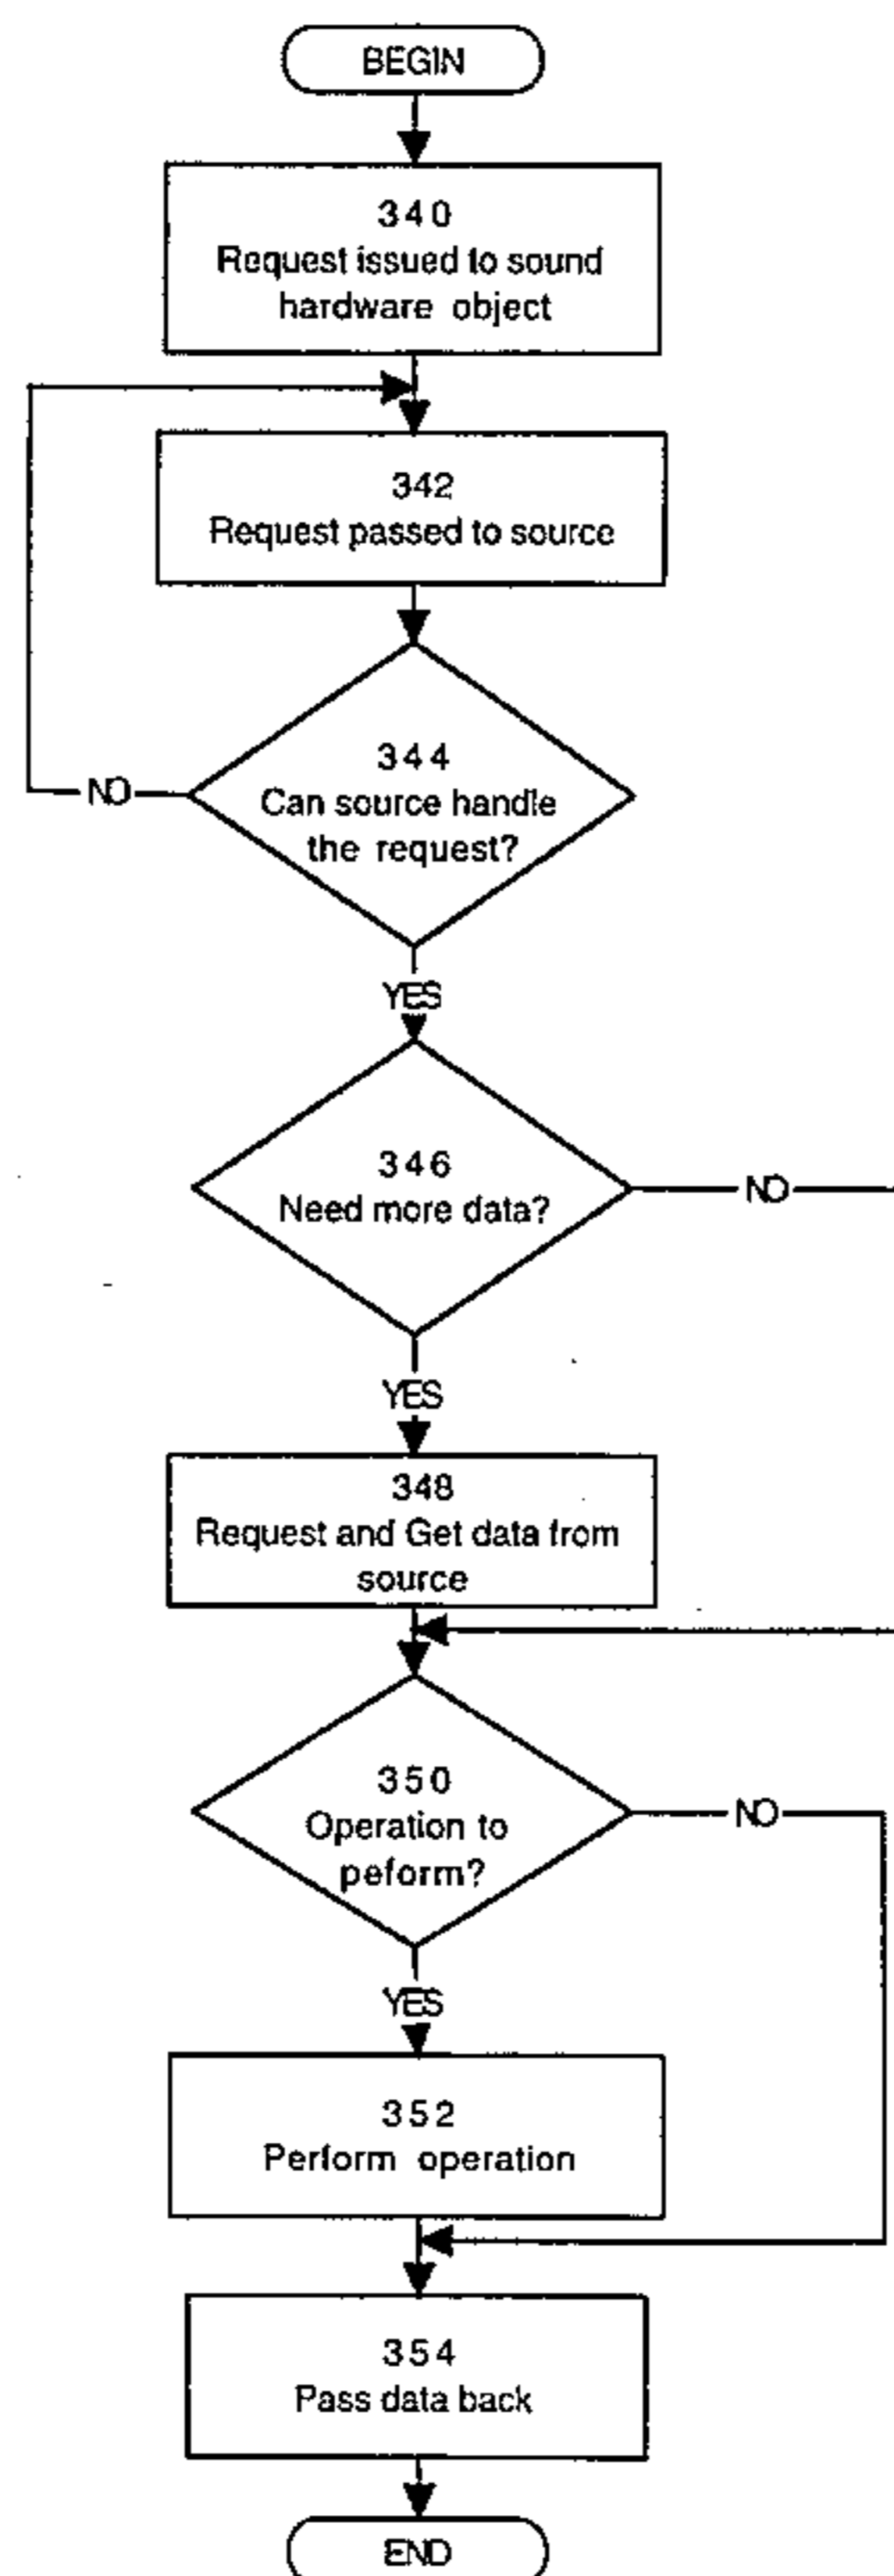 BEGIN
340
Request issued to sound
hardware object
342
Request passed to source
344
Can source handle
the request?
NO
YES
346
Need more data?
NO
YES
348
Request and Get data from
source
350
Operation to
peform?
NO
YES
352
Perform operation
354
Pass data back
END